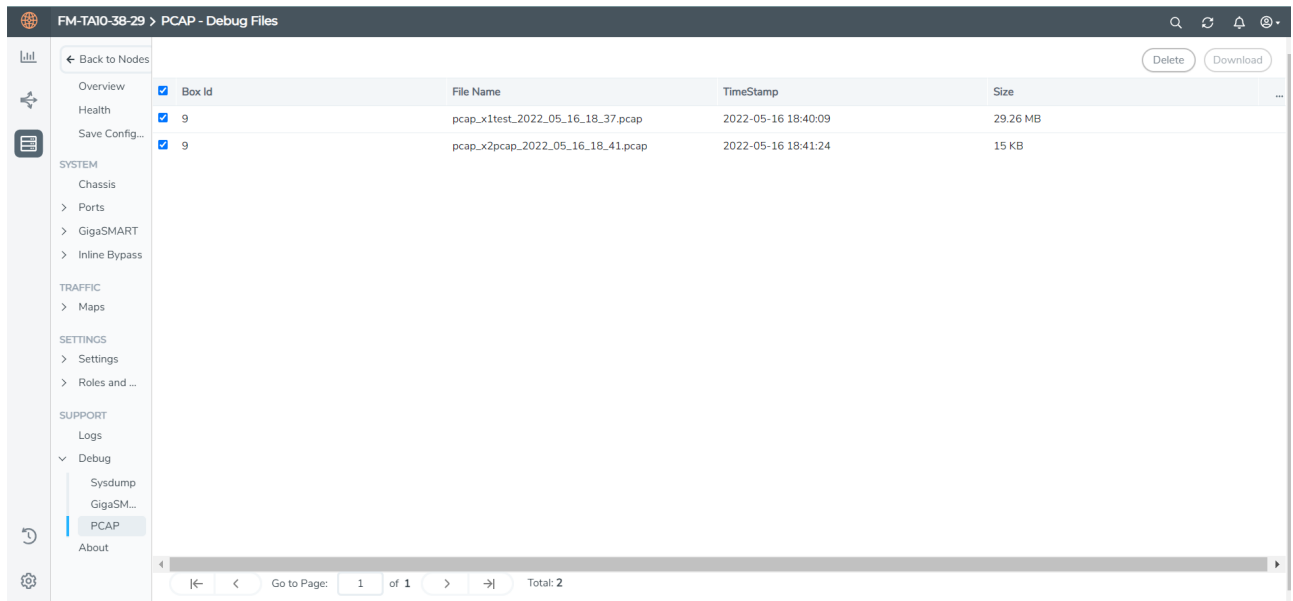 FM-TA10-38-29 > PCAP - Debug Files
← Back to Nodes
Overview
Health
Save Config...
SYSTEM
Chassis
> Ports
> GigaSMART
> Inline Bypass
TRAFFIC
> Maps
SETTINGS
> Settings
> Roles and ...
SUPPORT
Logs
Debug
Sysdump
GigaSM...
PCAP
About
Delete Download
Box Id File Name TimeStamp Size ...
9 pcap_x1test_2022_05_16_18_37.pcap 2022-05-16 18:40:09 29.26 MB
9 pcap_x2pcap_2022_05_16_18_41.pcap 2022-05-16 18:41:24 15 KB
Go to Page: 1 of 1 Total: 2